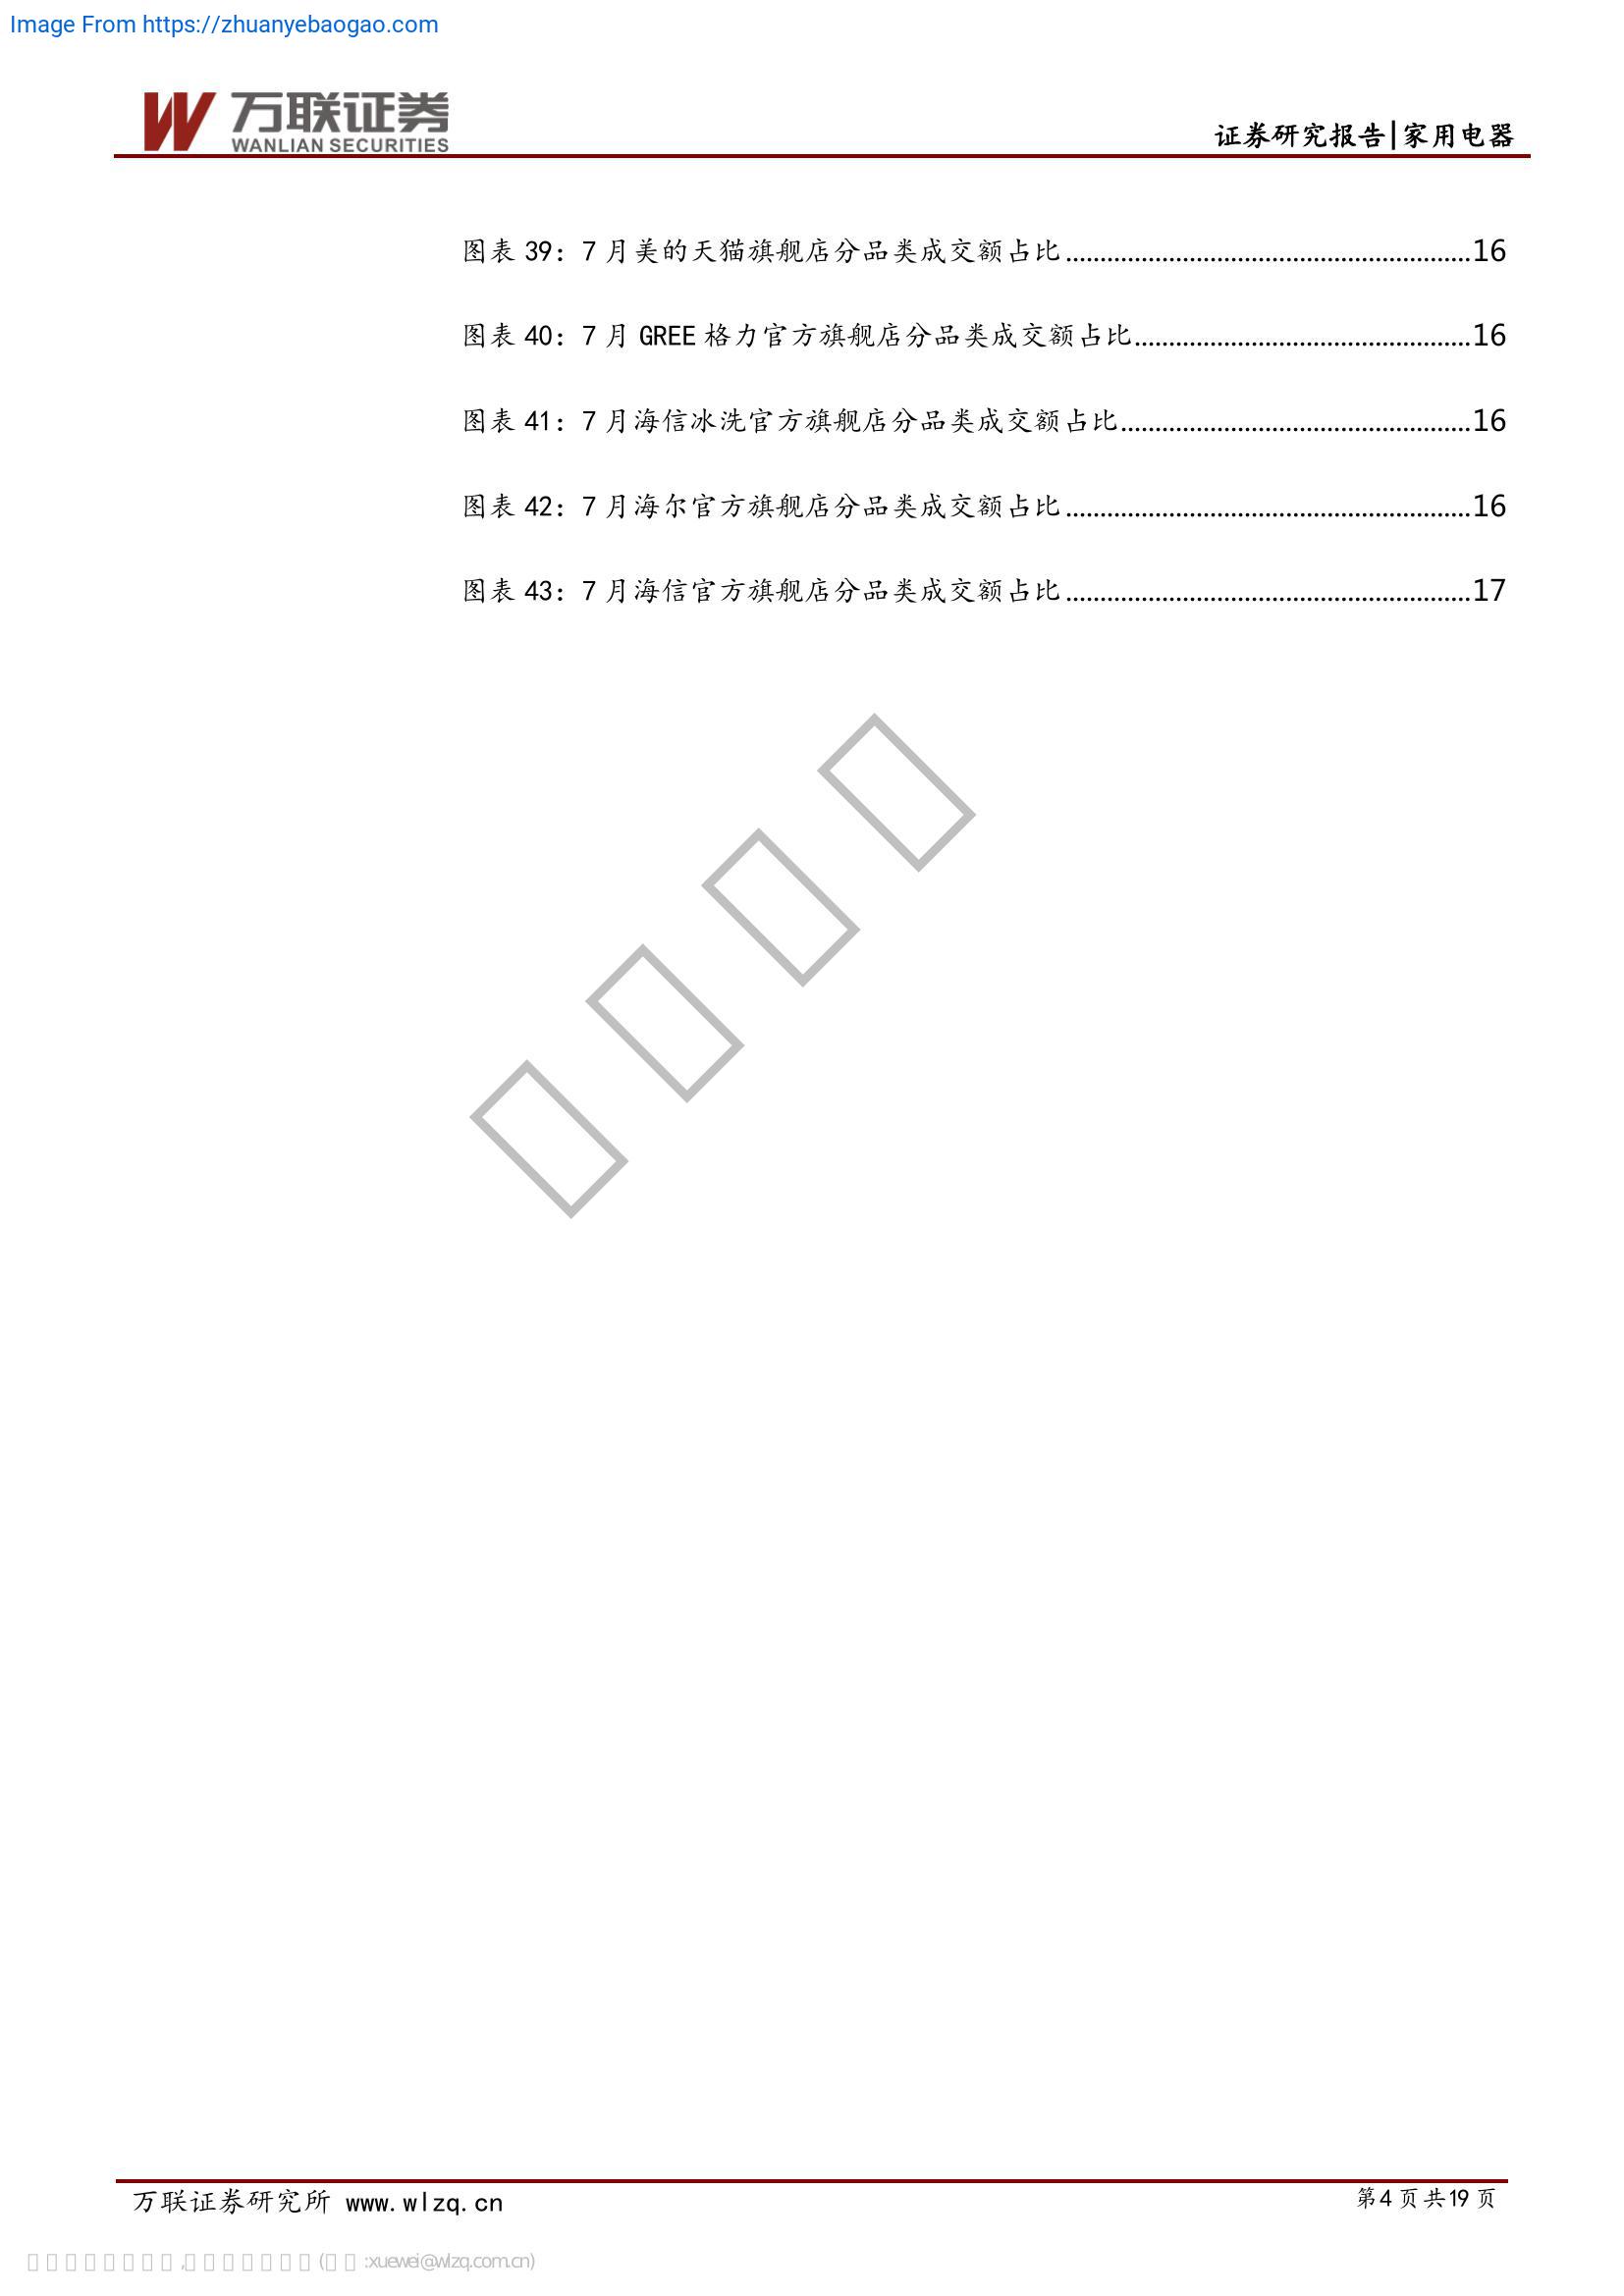 Image From https://zhuanyebaogao.com
万联证券
WANLIAN SECURITIES
证券研究报告|家用电器
图表 39：7 月美的天猫旗舰店分品类成交额占比............................................................16
图表 40：7 月 GREE 格力官方旗舰店分品类成交额占比..................................................16
图表 41：7 月海信冰洗官方旗舰店分品类成交额占比....................................................16
图表 42：7 月海尔官方旗舰店分品类成交额占比............................................................16
图表 43：7 月海信官方旗舰店分品类成交额占比............................................................17
万联证券研究所 www.wlzq.cn
第4 页 共19 页
:xuewei@wlzq.com.cn)